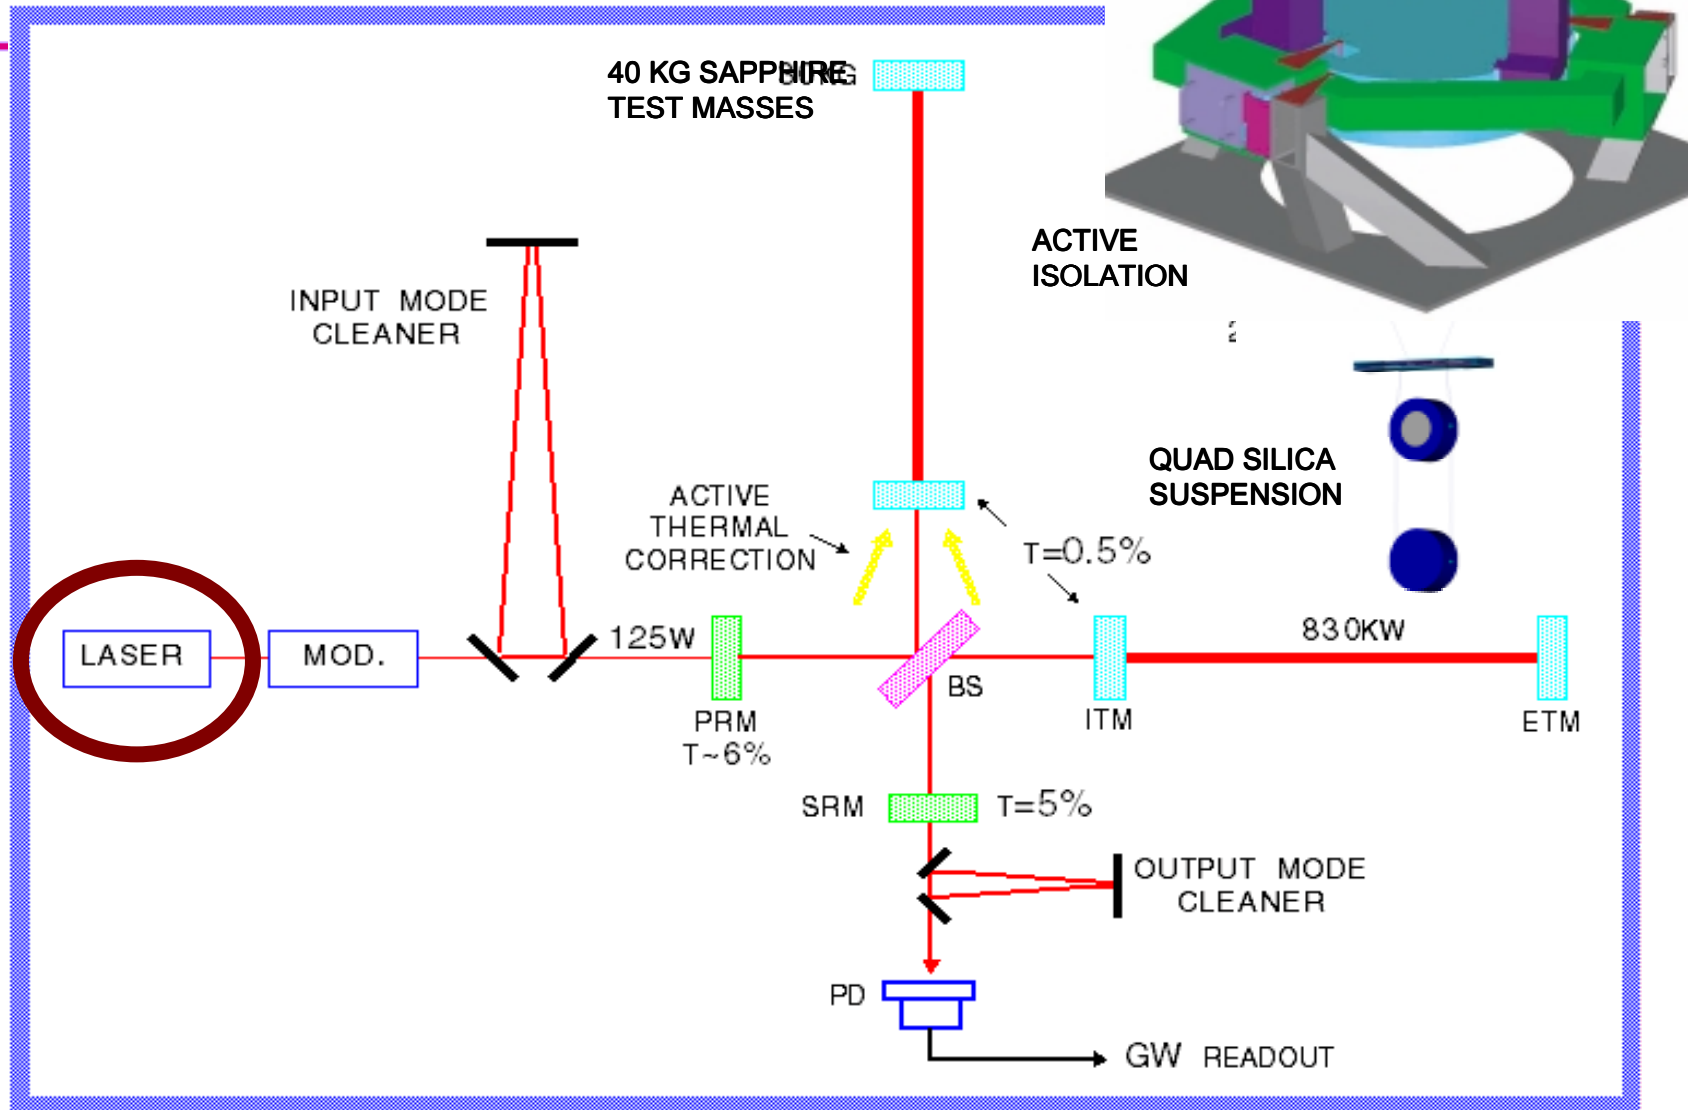 40 KG SAPPHIRE
TEST MASSES
ACTIVE
ISOLATION
INPUT MODE
CLEANER
QUAD SILICA
SUSPENSION
ACTIVE
THERMAL
CORRECTION
T=0.5%
LASER
MOD.
125W
830KW
BS
PRM
T~6%
ITM
ETM
SRM
T=5%
OUTPUT MODE
CLEANER
PD
GW READOUT